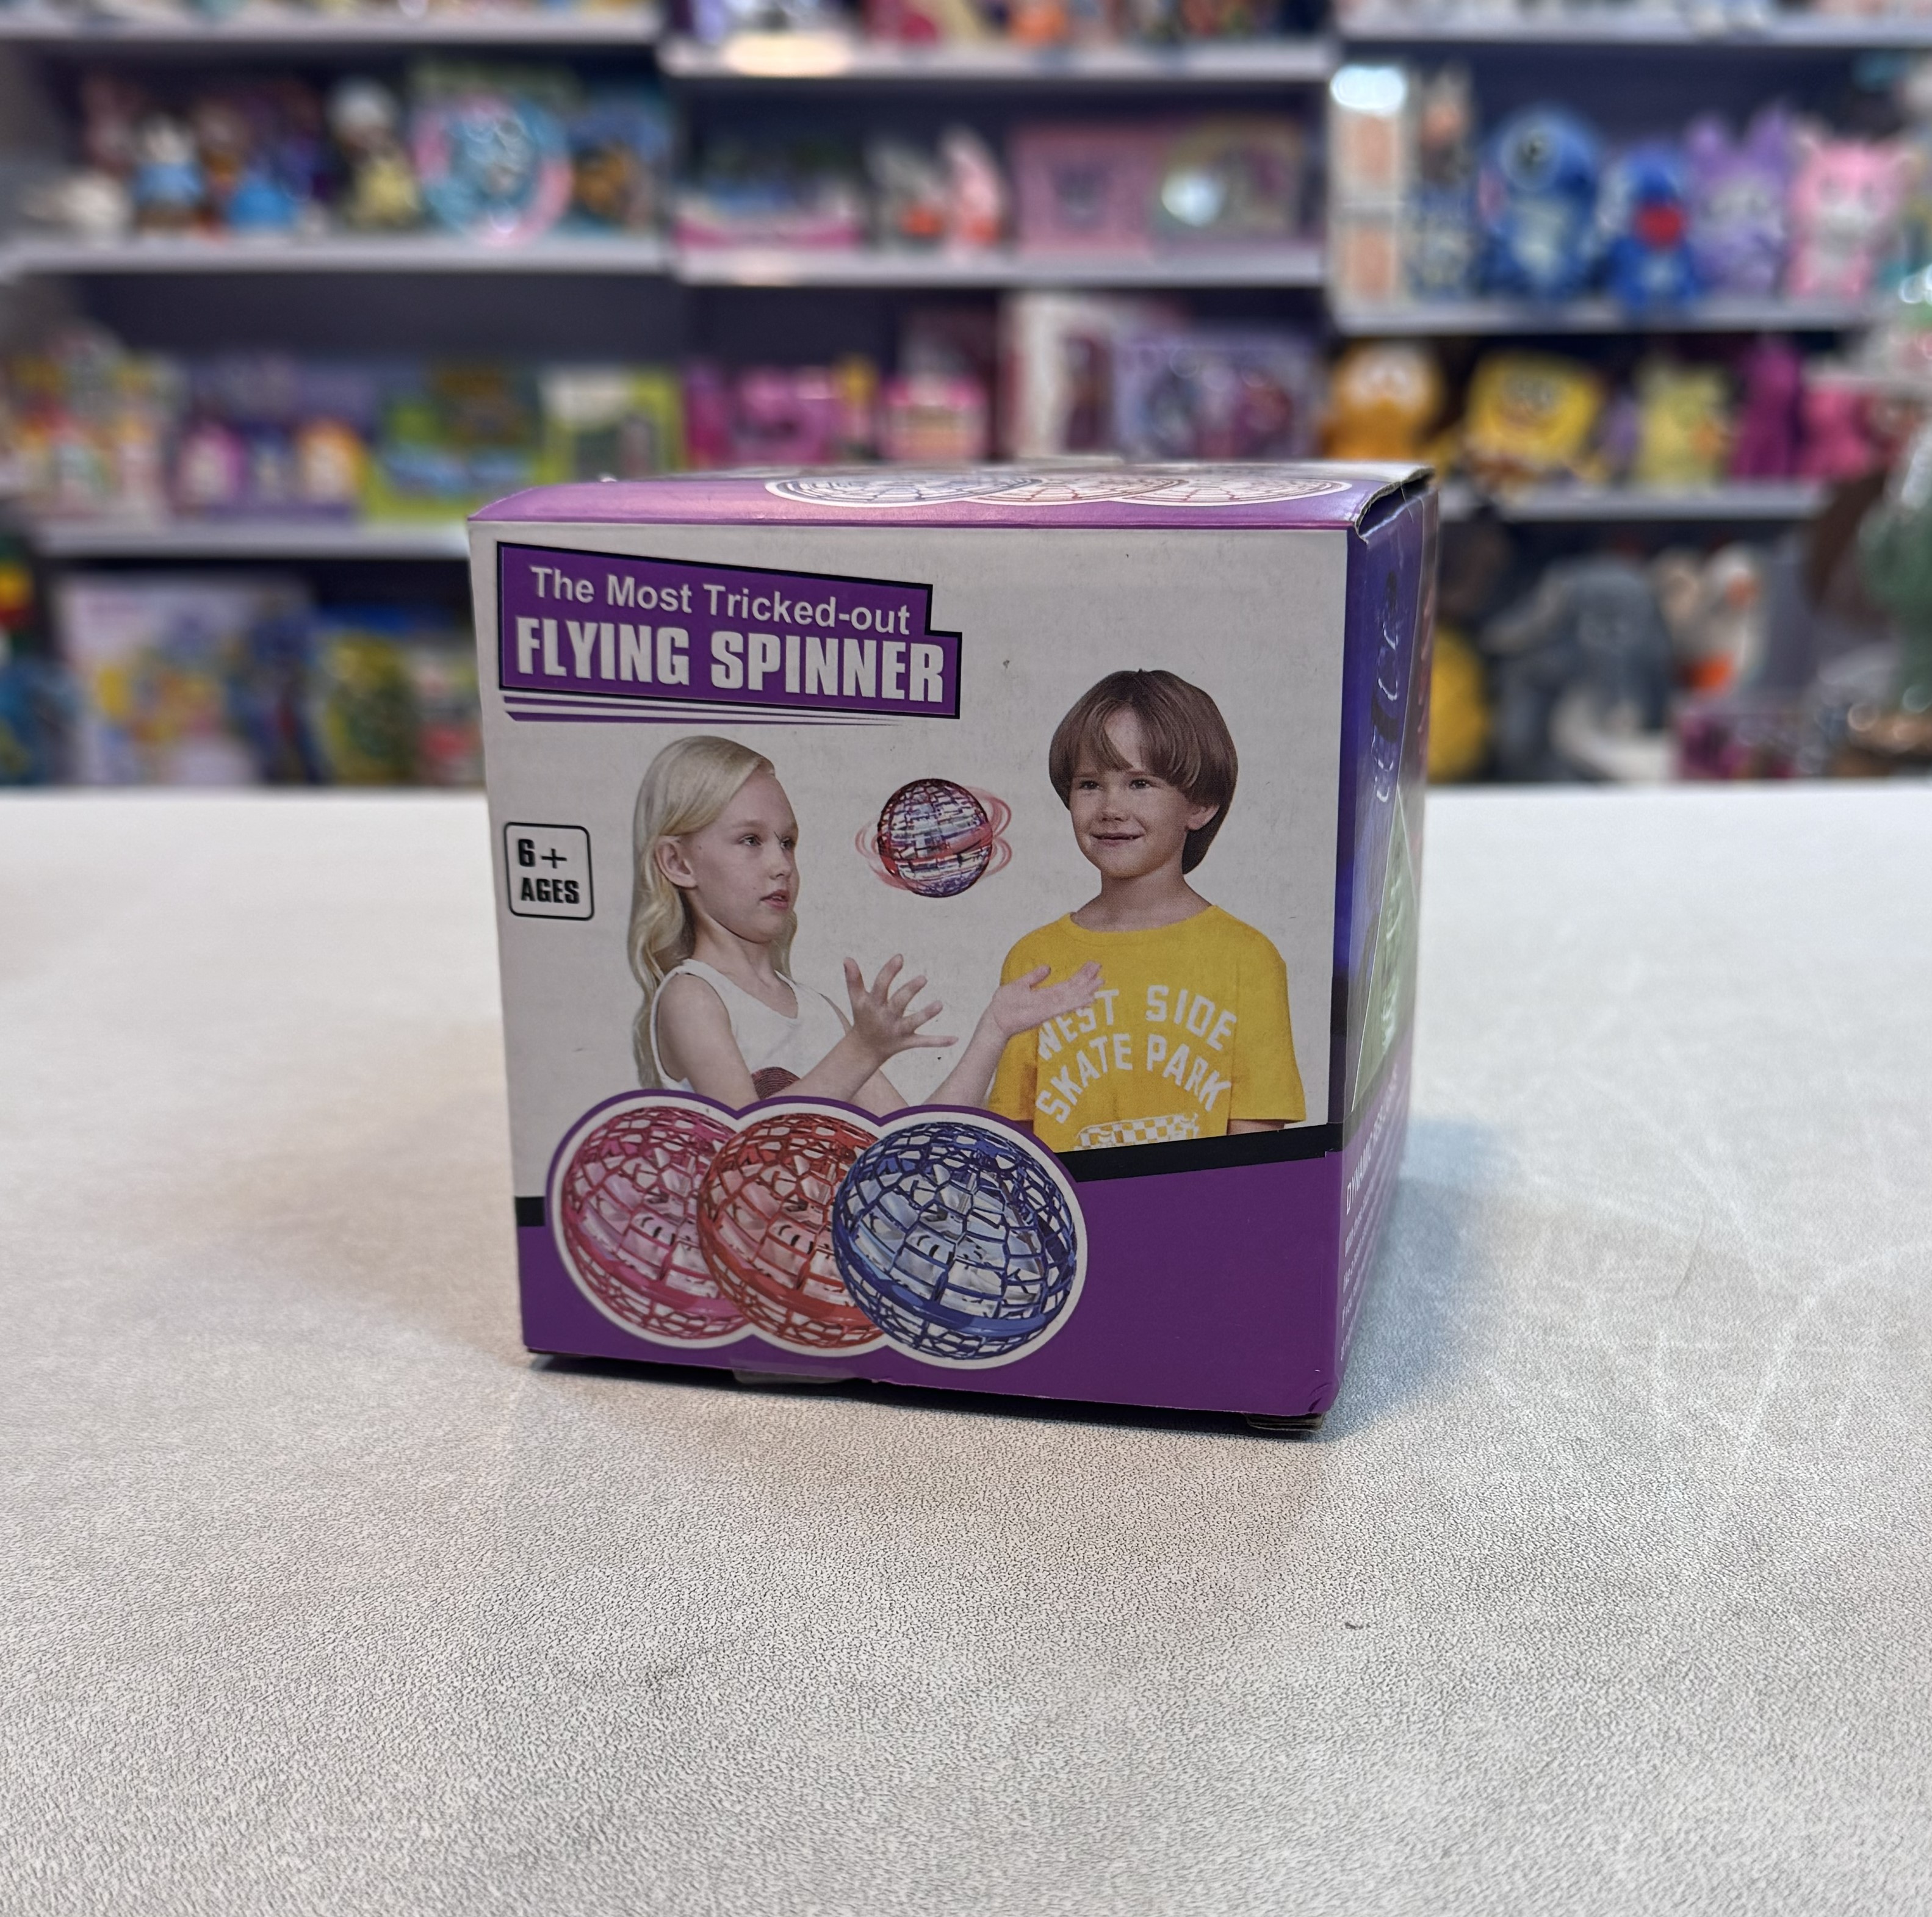 The Most Tricked-out
FLYING SPINNER
6+
AGES
WEST SIDE
SKATE PARK